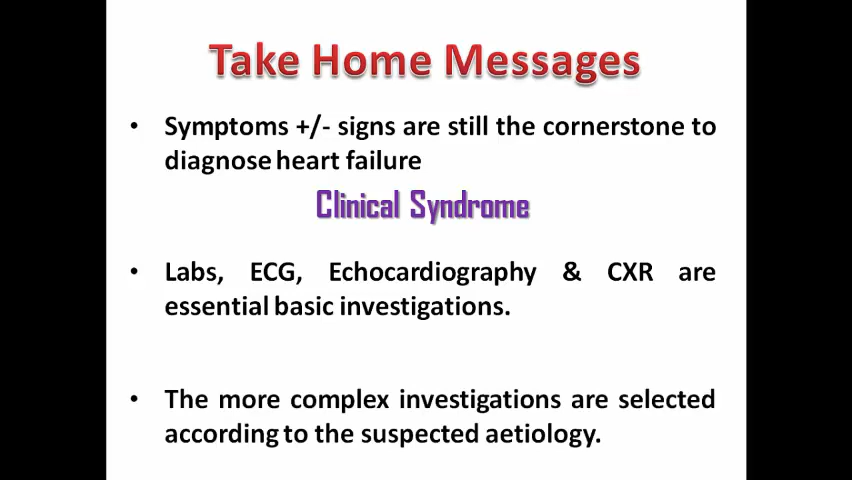 Take Home Messages
• Symptoms +/- signs are still the cornerstone to
diagnose heart failure
Clinical Syndrome
• Labs, ECG, Echocardiography & CXR are
essential basic investigations.
• The more complex investigations are selected
according to the suspected aetiology.